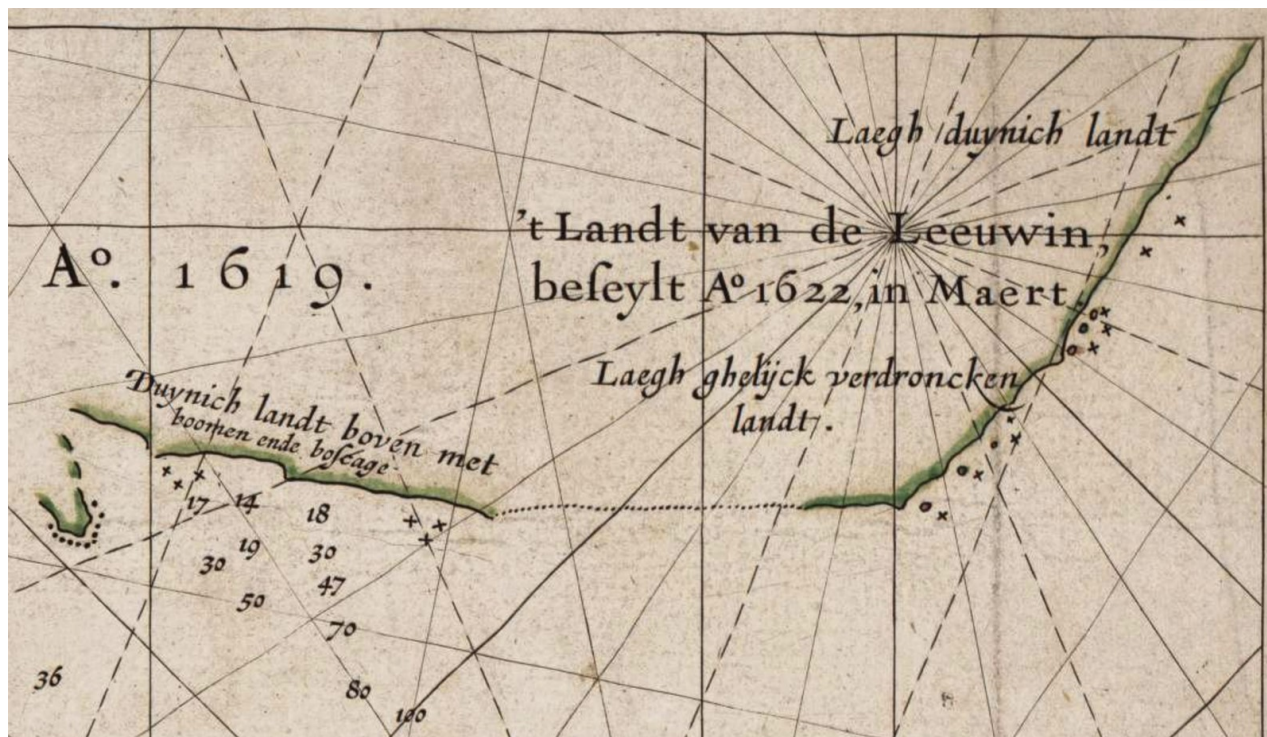 Laegh duynich landt
't Landt van de Leeuwin,
beſeylt Aº 1622, in Maert.
Aº. 1619.
Laegh ghelijck verdroncken
landt.
Duynich landt boven met
boomen ende boſcage
17 14 18
19 30
30 47
50
70
36
80
100